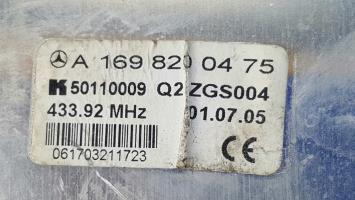 A 169 820 04 75
K 50110009 Q2 ZGS004
433.92 MHz 01.07.05
061703211723 CE